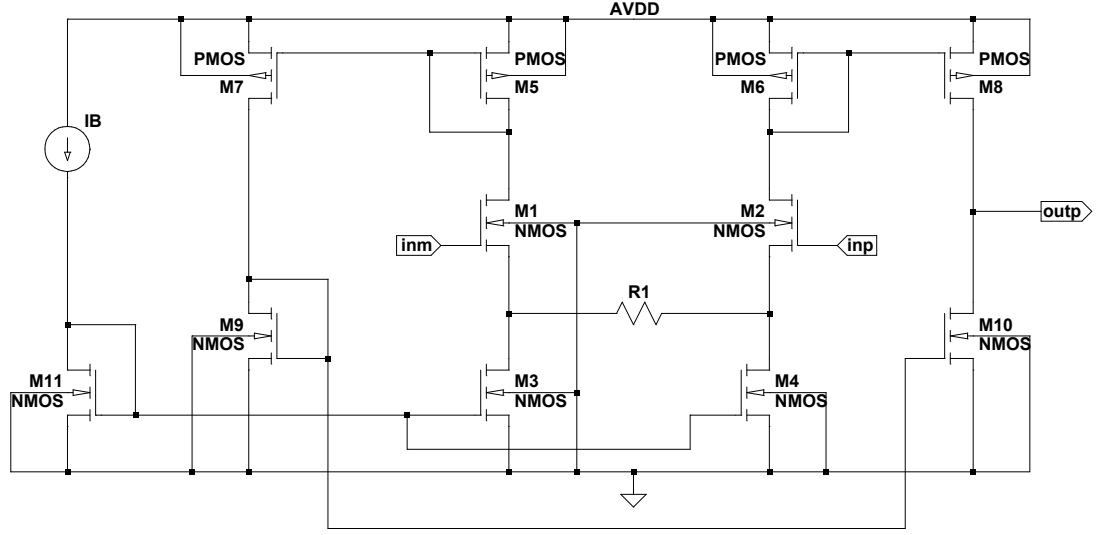 AVDD
PMOS
M7
PMOS
M5
PMOS
M6
PMOS
M8
IB
M1
NMOS
M2
NMOS
outp
inm
inp
R1
M9
NMOS
M10
NMOS
M11
NMOS
M3
NMOS
M4
NMOS